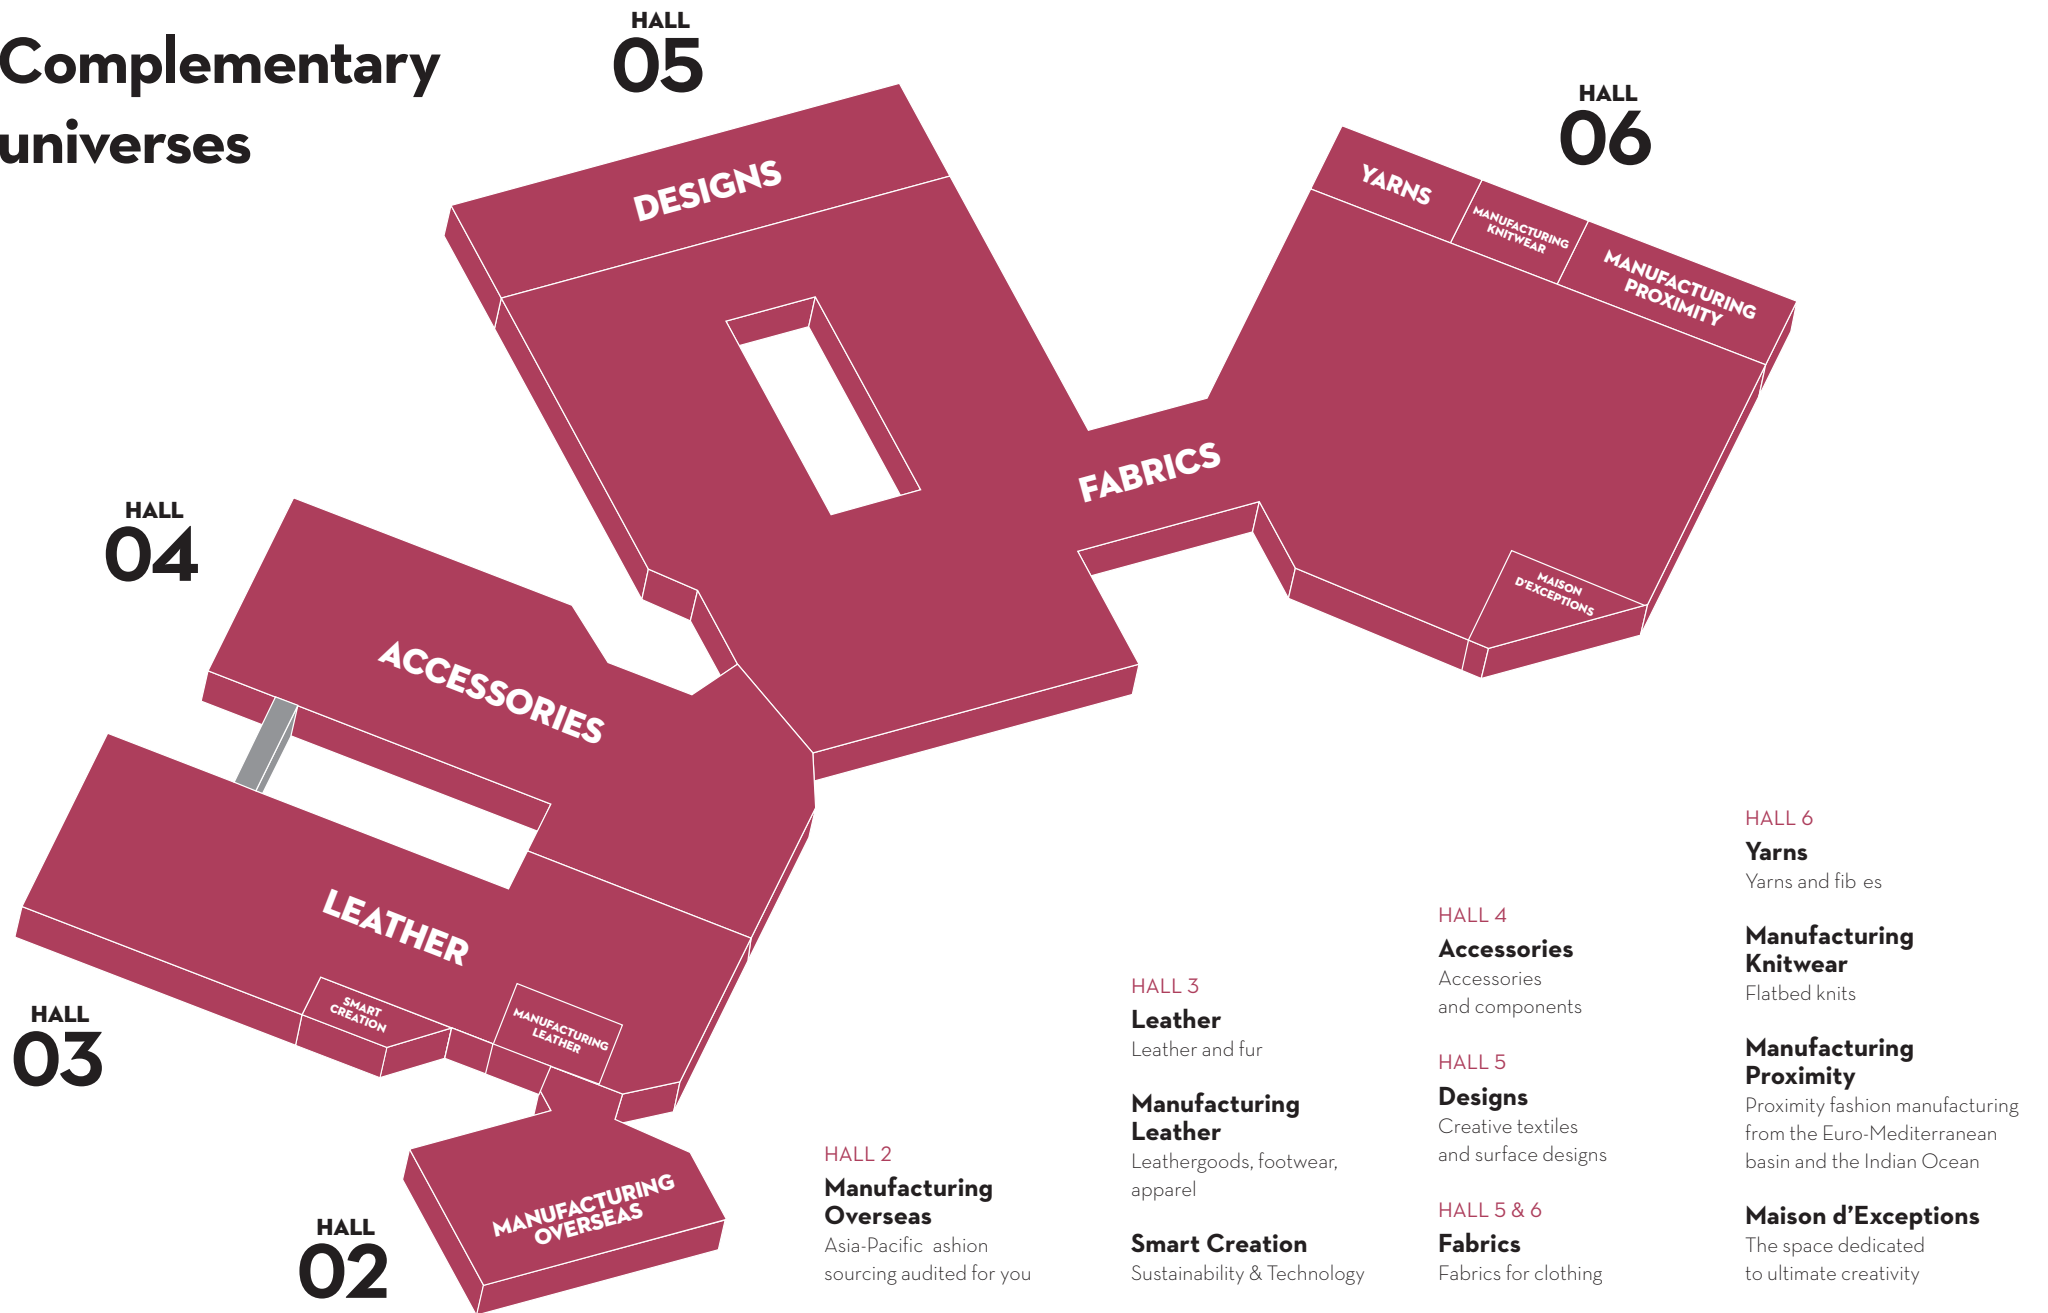 Complementary
universes
HALL
05
HALL
06
DESIGNS
YARNS
MANUFACTURING
KNITWEAR
MANUFACTURING
PROXIMITY
FABRICS
MAISON
D'EXCEPTIONS
HALL
04
ACCESSORIES
LEATHER
SMART
CREATION
MANUFACTURING
LEATHER
HALL
03
MANUFACTURING
OVERSEAS
HALL
02
HALL 2
Manufacturing
Overseas
Asia-Pacific ashion
sourcing audited for you
HALL 3
Leather
Leather and fur
Manufacturing
Leather
Leathergoods, footwear,
apparel
Smart Creation
Sustainability & Technology
HALL 4
Accessories
Accessories
and components
HALL 5
Designs
Creative textiles
and surface designs
HALL 5 & 6
Fabrics
Fabrics for clothing
HALL 6
Yarns
Yarns and fib es
Manufacturing
Knitwear
Flatbed knits
Manufacturing
Proximity
Proximity fashion manufacturing
from the Euro-Mediterranean
basin and the Indian Ocean
Maison d'Exceptions
The space dedicated
to ultimate creativity